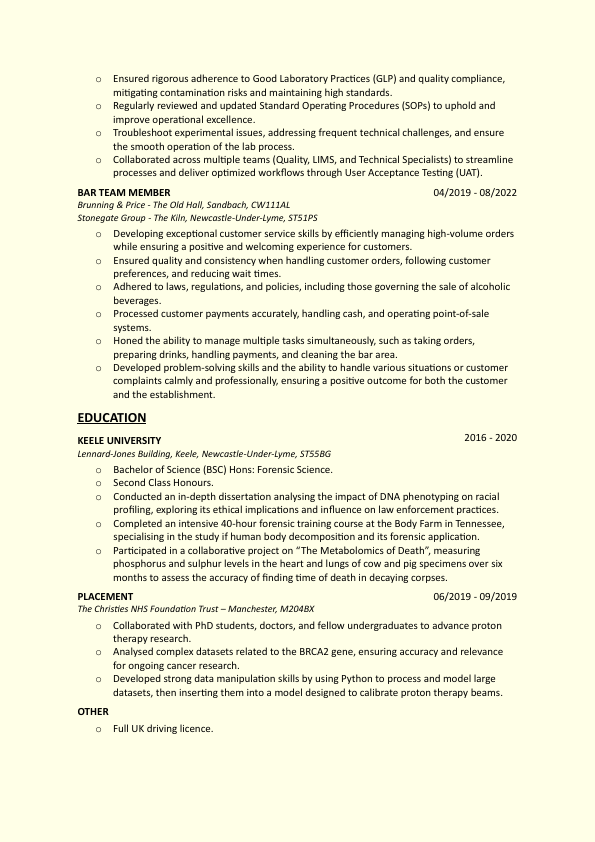 ○ Ensured rigorous adherence to Good Laboratory Practices (GLP) and quality compliance,
mitigating contamination risks and maintaining high standards.
○ Regularly reviewed and updated Standard Operating Procedures (SOPs) to uphold and
improve operational excellence.
○ Troubleshoot experimental issues, addressing frequent technical challenges, and ensure
the smooth operation of the lab process.
○ Collaborated across multiple teams (Quality, LIMS, and Technical Specialists) to streamline
processes and deliver optimized workflows through User Acceptance Testing (UAT).
BAR TEAM MEMBER 04/2019 - 08/2022
Brunning & Price - The Old Hall, Sandbach, CW111AL
Stonegate Group - The Kiln, Newcastle-Under-Lyme, ST51PS
○ Developing exceptional customer service skills by efficiently managing high-volume orders
while ensuring a positive and welcoming experience for customers.
○ Ensured quality and consistency when handling customer orders, following customer
preferences, and reducing wait times.
○ Adhered to laws, regulations, and policies, including those governing the sale of alcoholic
beverages.
○ Processed customer payments accurately, handling cash, and operating point-of-sale
systems.
○ Honed the ability to manage multiple tasks simultaneously, such as taking orders,
preparing drinks, handling payments, and cleaning the bar area.
○ Developed problem-solving skills and the ability to handle various situations or customer
complaints calmly and professionally, ensuring a positive outcome for both the customer
and the establishment.
EDUCATION
KEELE UNIVERSITY 2016 - 2020
Lennard-Jones Building, Keele, Newcastle-Under-Lyme, ST55BG
○ Bachelor of Science (BSC) Hons: Forensic Science.
○ Second Class Honours.
○ Conducted an in-depth dissertation analysing the impact of DNA phenotyping on racial
profiling, exploring its ethical implications and influence on law enforcement practices.
○ Completed an intensive 40-hour forensic training course at the Body Farm in Tennessee,
specialising in the study if human body decomposition and its forensic application.
○ Participated in a collaborative project on “The Metabolomics of Death”, measuring
phosphorus and sulphur levels in the heart and lungs of cow and pig specimens over six
months to assess the accuracy of finding time of death in decaying corpses.
PLACEMENT 06/2019 - 09/2019
The Christies NHS Foundation Trust – Manchester, M204BX
○ Collaborated with PhD students, doctors, and fellow undergraduates to advance proton
therapy research.
○ Analysed complex datasets related to the BRCA2 gene, ensuring accuracy and relevance
for ongoing cancer research.
○ Developed strong data manipulation skills by using Python to process and model large
datasets, then inserting them into a model designed to calibrate proton therapy beams.
OTHER
○ Full UK driving licence.